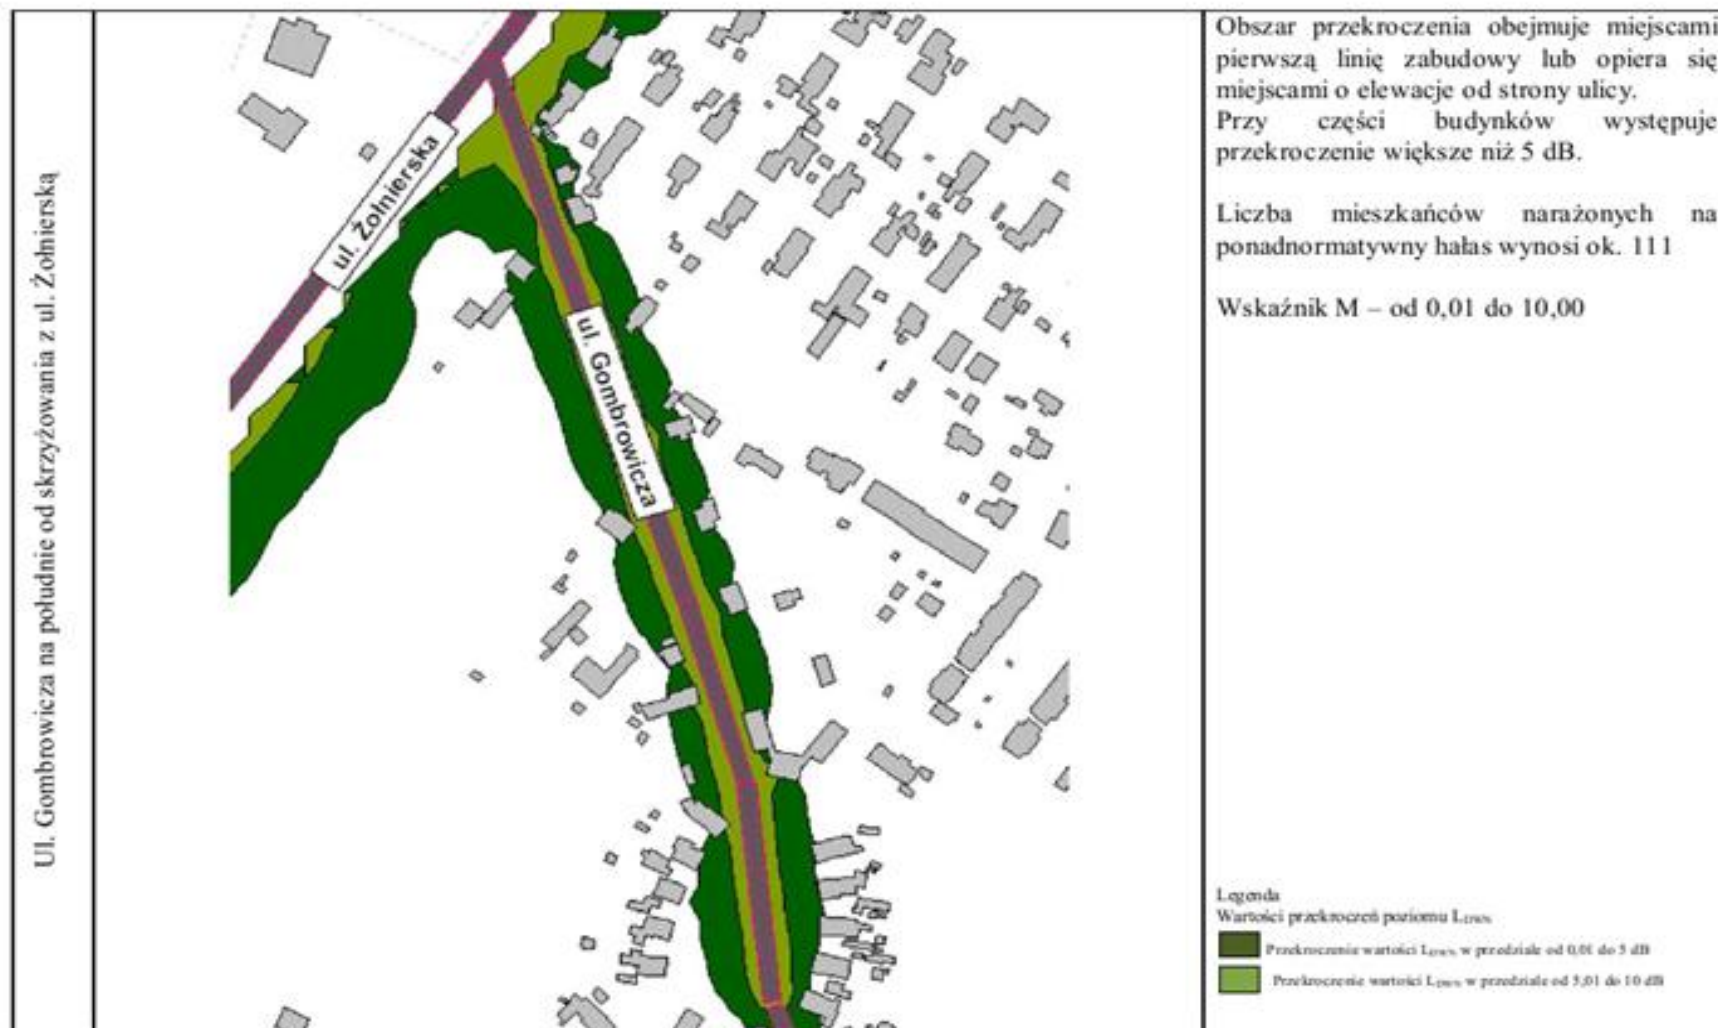 Ul. Gombrowicza na południe od skrzyżowania z ul. Żołnierską
ul. Żołnierska
ul. Gombrowicza
Obszar przekroczenia obejmuje miejscami
pierwszą linię zabudowy lub opiera się
miejscami o elewacje od strony ulicy.
Przy części budynków występuje
przekroczenie większe niż 5 dB.
Liczba mieszkańców narażonych na
ponadnormatywny hałas wynosi ok. 111
Wskaźnik M – od 0,01 do 10,00
Legenda
Wartości przekroczeń poziomu LDWN
Przekroczenie wartości LDWN w przedziale od 0,01 do 5 dB
Przekroczenie wartości LDWN w przedziale od 5,01 do 10 dB